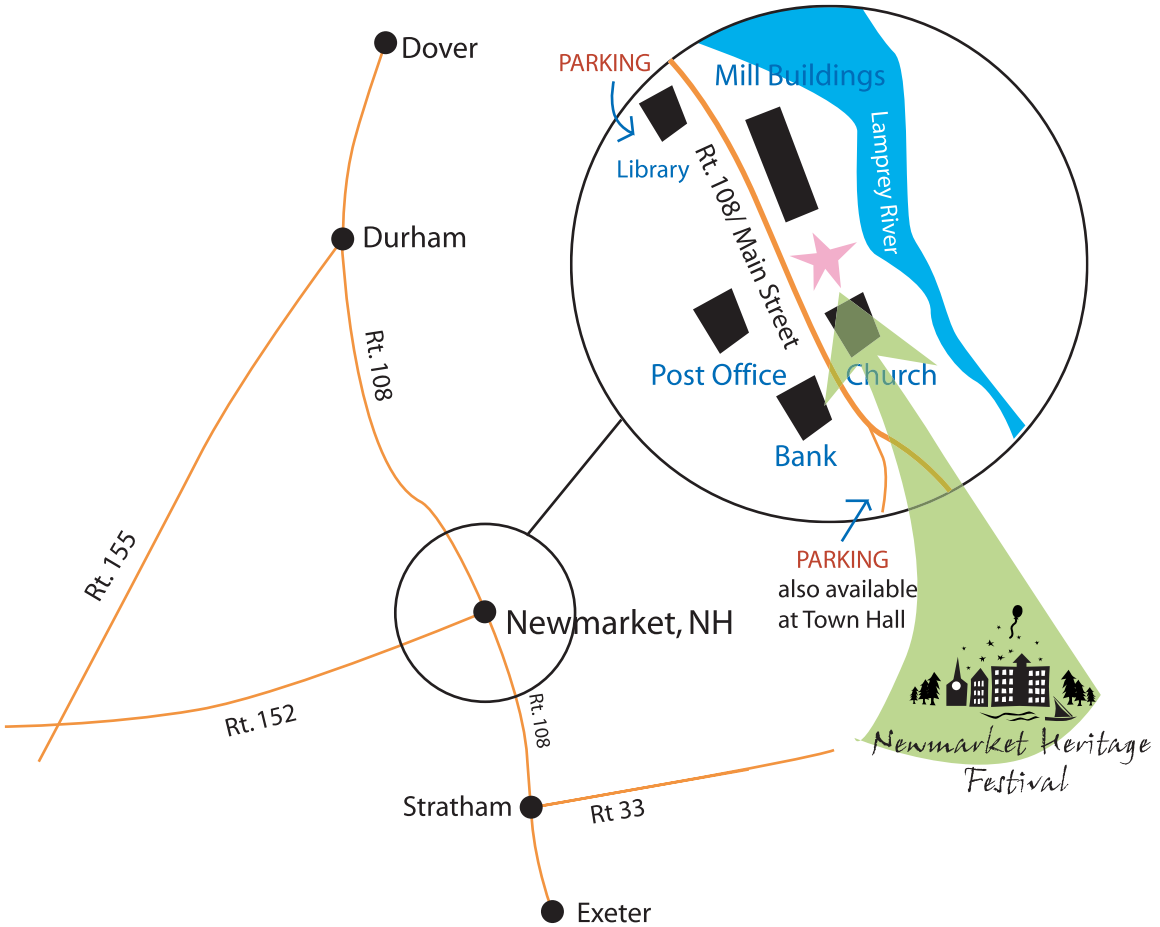 Dover
PARKING
Mill Buildings
Library
Lamprey River
Rt. 108/ Main Street
Durham
Rt. 108
Post Office
Church
Bank
Rt. 155
PARKING
also available
at Town Hall
Newmarket, NH
Rt. 152
Rt. 108
Newmarket Heritage
Festival
Stratham
Rt 33
Exeter